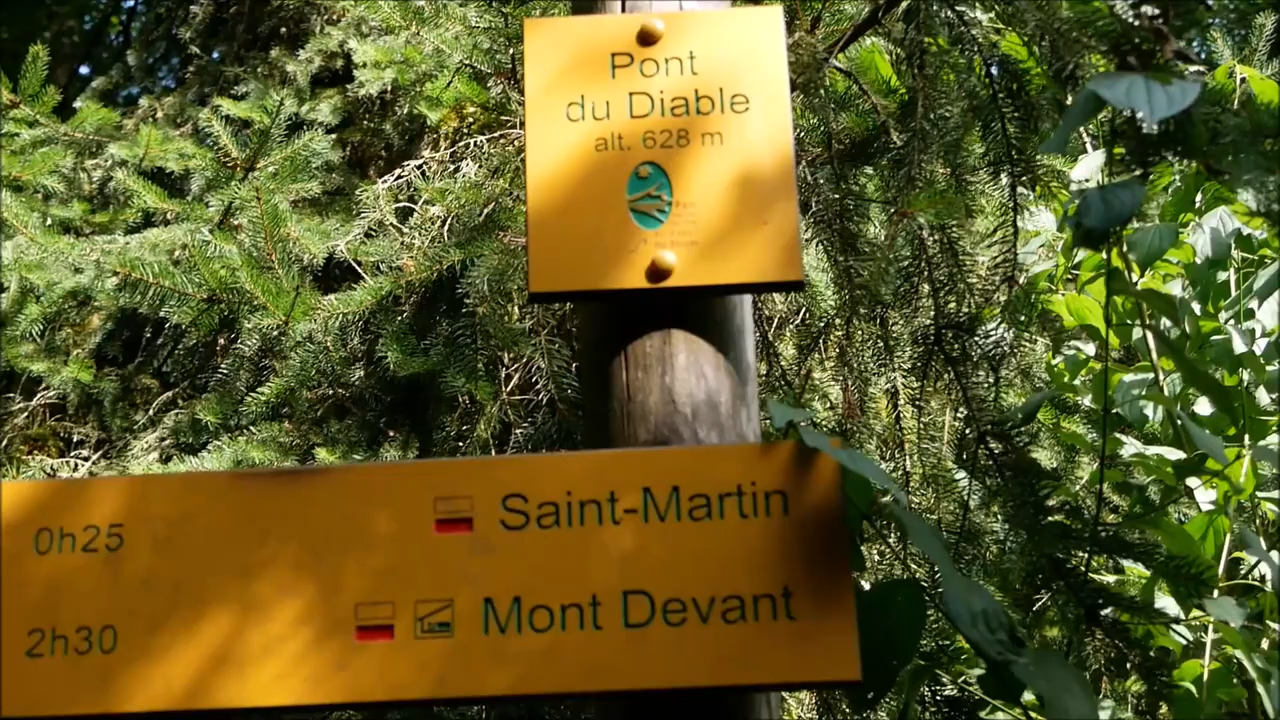 Pont
du Diable
alt. 628 m
0h25 Saint-Martin
2h30 Mont Devant